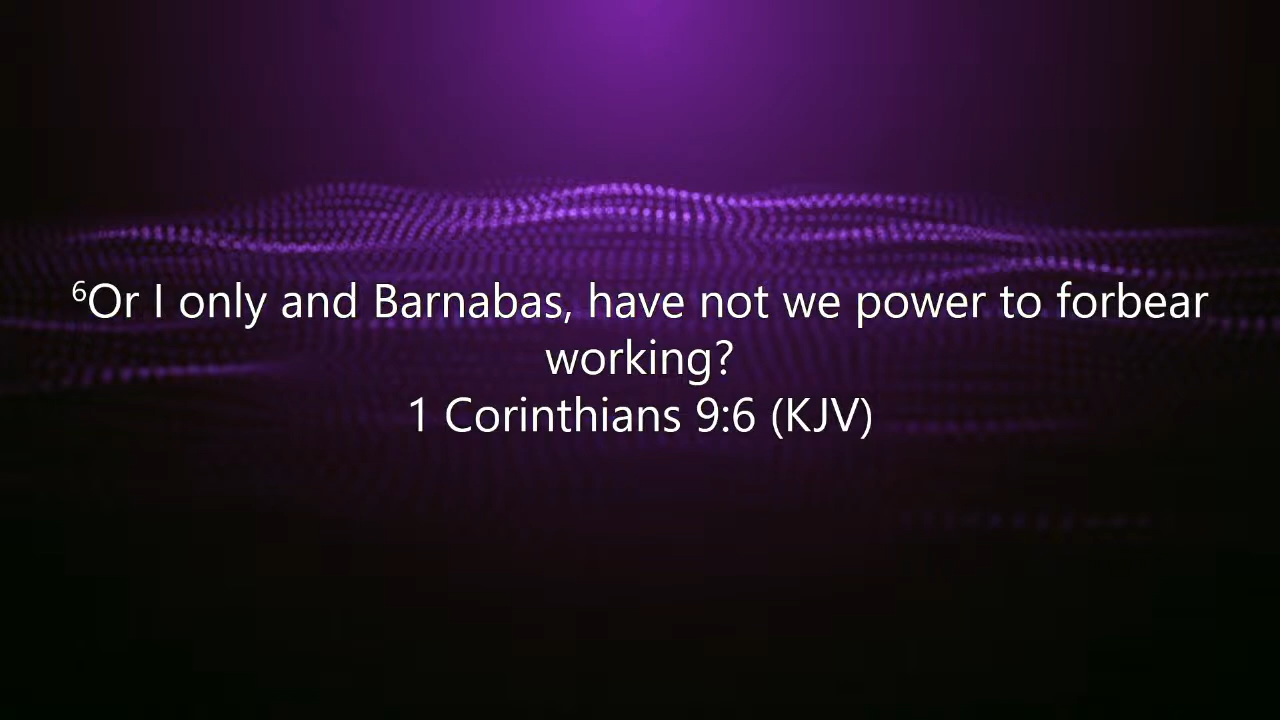 ⁶Or I only and Barnabas, have not we power to forbear
working?
1 Corinthians 9:6 (KJV)